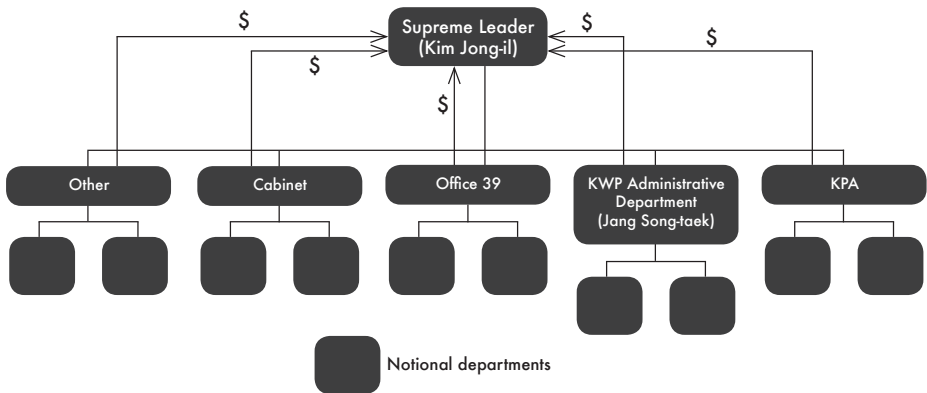 $
Supreme Leader
(Kim Jong-il)
$
$
$
$
Other
Cabinet
Office 39
KWP Administrative
Department
(Jang Song-taek)
KPA
Notional departments